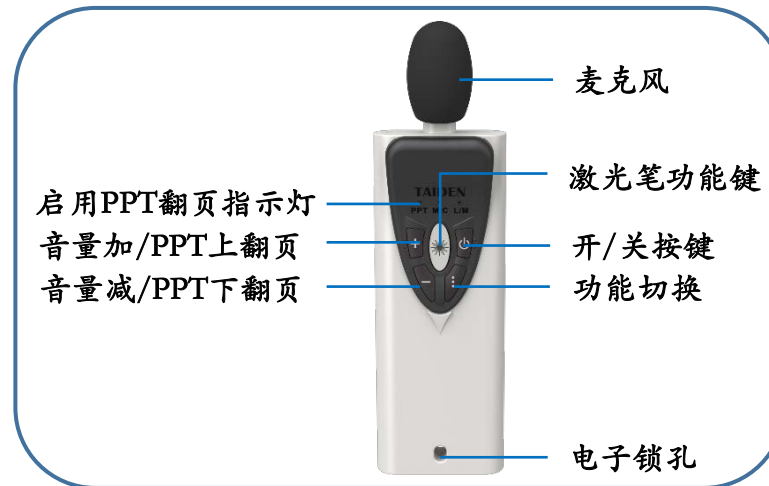 麦克风
激光笔功能键
TAIDEN
PPT MIC L/M
启用PPT翻页指示灯
音量加/PPT上翻页
开/关按键
音量减/PPT下翻页
功能切换
电子锁孔